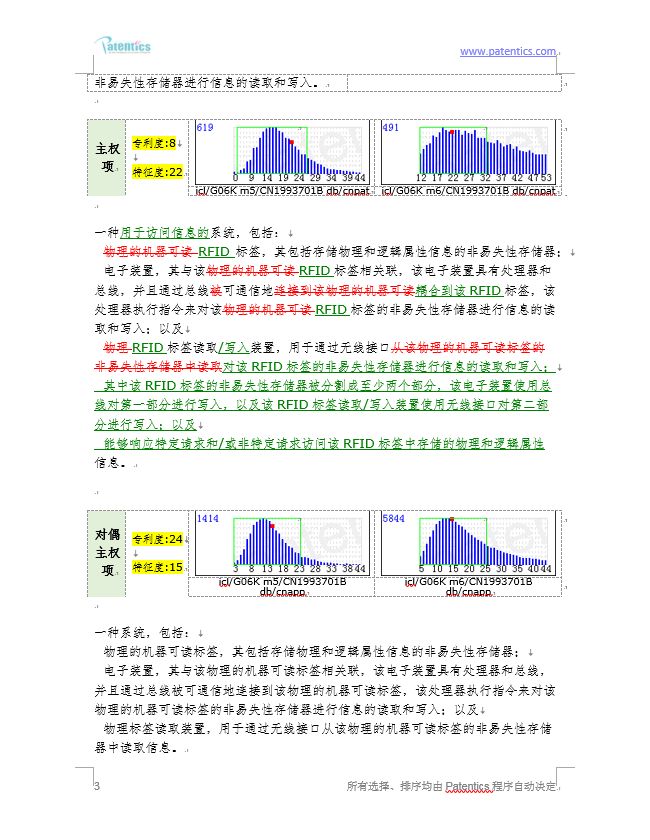 Patentics
www.patentics.com
非易失性存储器进行信息的读取和写入。
主权
项
专利度:8
特征度:22
619
0 9 14 19 24 29 34 3944
icl/G06K m5/CN1993701B db/cnpat
491
12 17 22 27 32 37 42 4753
icl/G06K m6/CN1993701B db/cnpat
一种用于访问信息的系统，包括：
物理的机器可读 RFID 标签，其包括存储物理和逻辑属性信息的非易失性存储器；
电子装置，其与该物理的机器可读 RFID 标签相关联，该电子装置具有处理器和
总线，并且通过总线被可通信地连接到该物理的机器可读耦合到该 RFID 标签，该
处理器执行指令来对该物理的机器可读 RFID 标签的非易失性存储器进行信息的读
取和写入；以及
物理 RFID 标签读取/写入装置，用于通过无线接口从该物理的机器可读标签的
非易失性存储器中读取对该 RFID 标签的非易失性存储器进行信息的读取和写入；
其中该 RFID 标签的非易失性存储器被分割成至少两个部分，该电子装置使用总
线对第一部分进行写入，以及该 RFID 标签读取/写入装置使用无线接口对第二部
分进行写入；以及
能够响应特定请求和/或非特定请求访问该 RFID 标签中存储的物理和逻辑属性
信息。
对偶
主权
项
专利度:24
特征度:15
1414
3 8 13 18 23 28 33 3844
icl/G06K m5/CN1993701B
db/cnapp
5844
5 10 15 20 25 30 35 4044
icl/G06K m6/CN1993701B
db/cnapp
一种系统，包括：
物理的机器可读标签，其包括存储物理和逻辑属性信息的非易失性存储器；
电子装置，其与该物理的机器可读标签相关联，该电子装置具有处理器和总线，
并且通过总线被可通信地连接到该物理的机器可读标签，该处理器执行指令来对该
物理的机器可读标签的非易失性存储器进行信息的读取和写入；以及
物理标签读取装置，用于通过无线接口从该物理的机器可读标签的非易失性存储
器中读取信息。
3
所有选择、排序均由 Patentics 程序自动决定